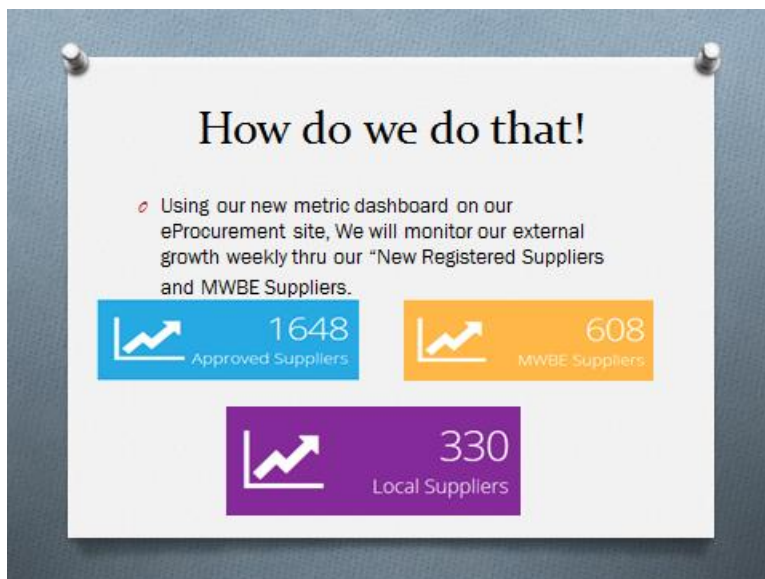 How do we do that!
Using our new metric dashboard on our
eProcurement site, We will monitor our external
growth weekly thru our “New Registered Suppliers
and MWBE Suppliers.
1648
Approved Suppliers
608
MWBE Suppliers
330
Local Suppliers